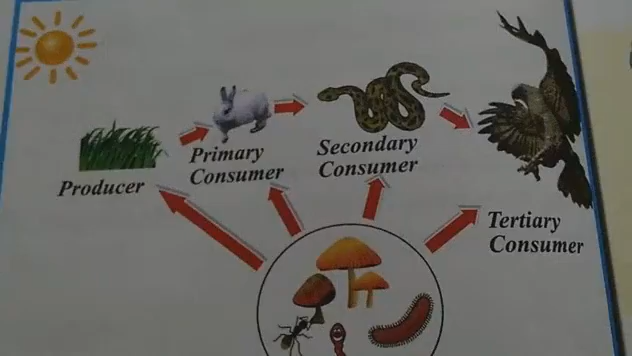 Producer
Primary
Consumer
Secondary
Consumer
Tertiary
Consumer